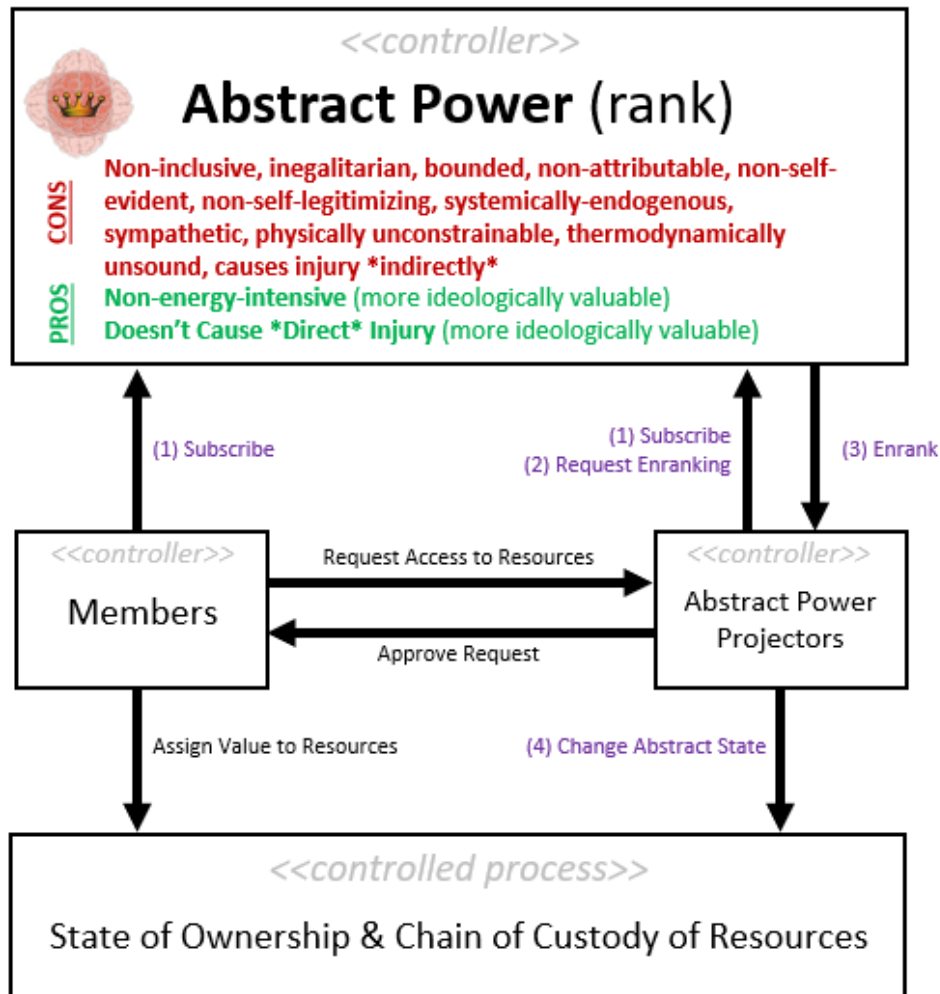 <<controller>>
Abstract Power (rank)
CONS
Non-inclusive, inegalitarian, bounded, non-attributable, non-self-
evident, non-self-legitimizing, systemically-endogenous,
sympathetic, physically unconstrainable, thermodynamically
unsound, causes injury *indirectly*
PROS
Non-energy-intensive (more ideologically valuable)
Doesn't Cause *Direct* Injury (more ideologically valuable)
(1) Subscribe
(1) Subscribe
(2) Request Enranking
(3) Enrank
<<controller>>
Members
Request Access to Resources
Approve Request
<<controller>>
Abstract Power
Projectors
Assign Value to Resources
(4) Change Abstract State
<<controlled process>>
State of Ownership & Chain of Custody of Resources